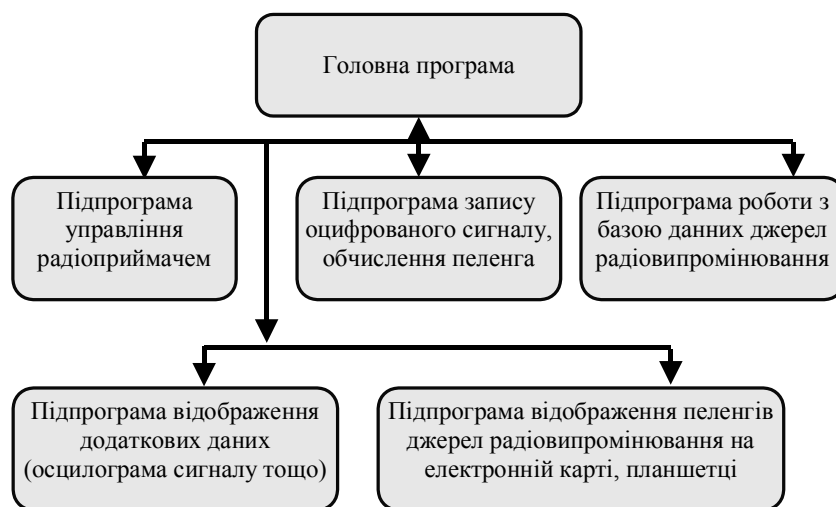 Головна програма
Підпрограма
управління
радіоприймачем
Підпрограма запису
оцифрованого сигналу,
обчислення пеленга
Підпрограма роботи з
базою данних джерел
радіовипромінювання
Підпрограма відображення
додаткових даних
(осцилограма сигналу тощо)
Підпрограма відображення пеленгів
джерел радіовипромінювання на
електронній карті, планшетці